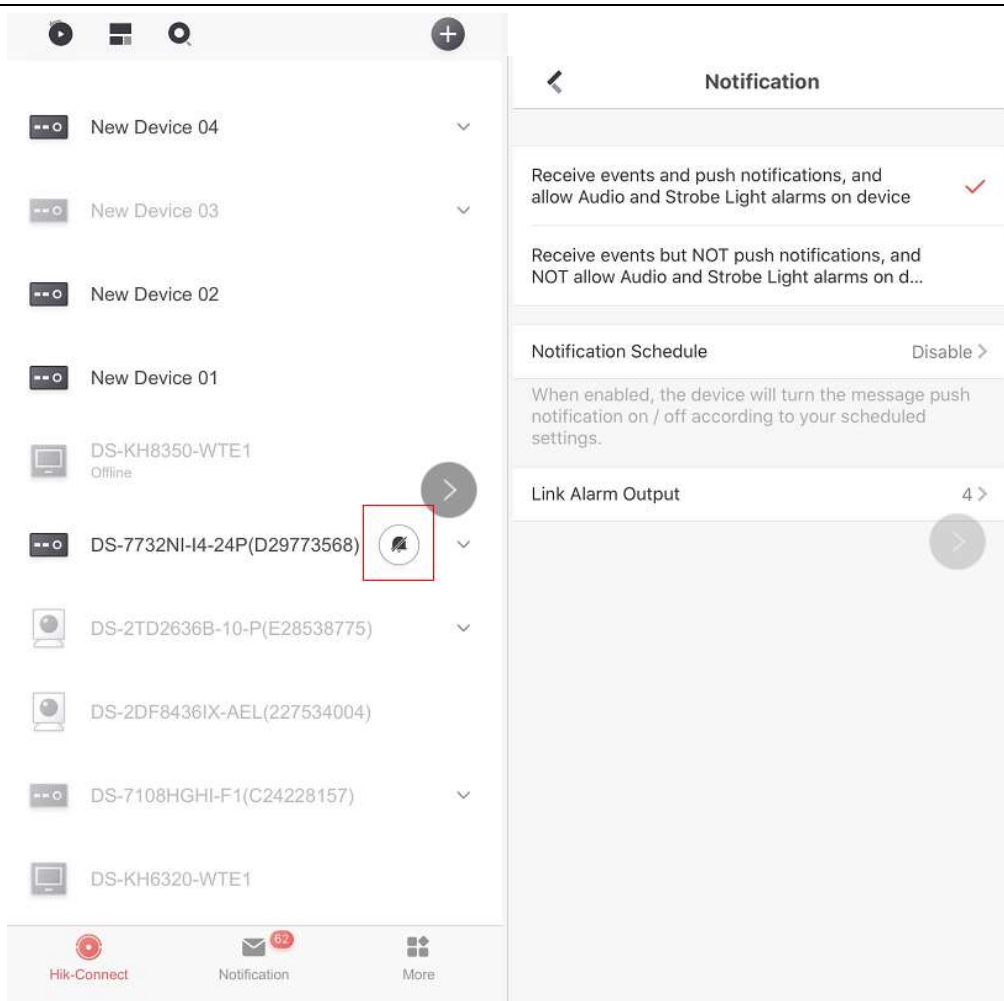 New Device 04
New Device 03
New Device 02
New Device 01
DS-KH8350-WTE1
Offline
DS-7732NI-I4-24P(D29773568)
DS-2TD2636B-10-P(E28538775)
DS-2DF8436IX-AEL(227534004)
DS-7108HGHI-F1(C24228157)
DS-KH6320-WTE1
62
Hik-Connect
Notification
More
Notification
Receive events and push notifications, and
allow Audio and Strobe Light alarms on device
Receive events but NOT push notifications, and
NOT allow Audio and Strobe Light alarms on d...
Notification Schedule Disable
When enabled, the device will turn the message push
notification on / off according to your scheduled
settings.
Link Alarm Output 4